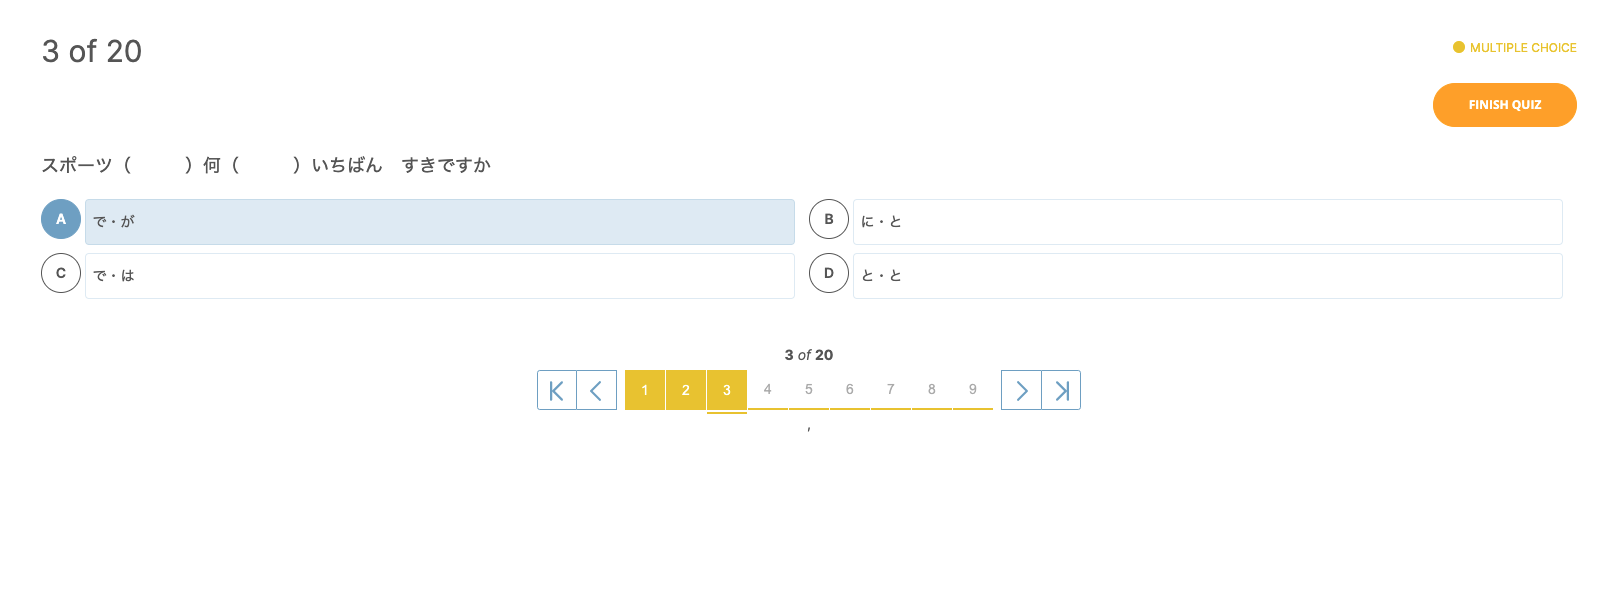 3 of 20
MULTIPLE CHOICE
FINISH QUIZ
スポーツ（　　　）何（　　　）いちばん　すきですか
A で・が
B に・と
C で・は
D と・と
3 of 20
1 2 3 4 5 6 7 8 9
,